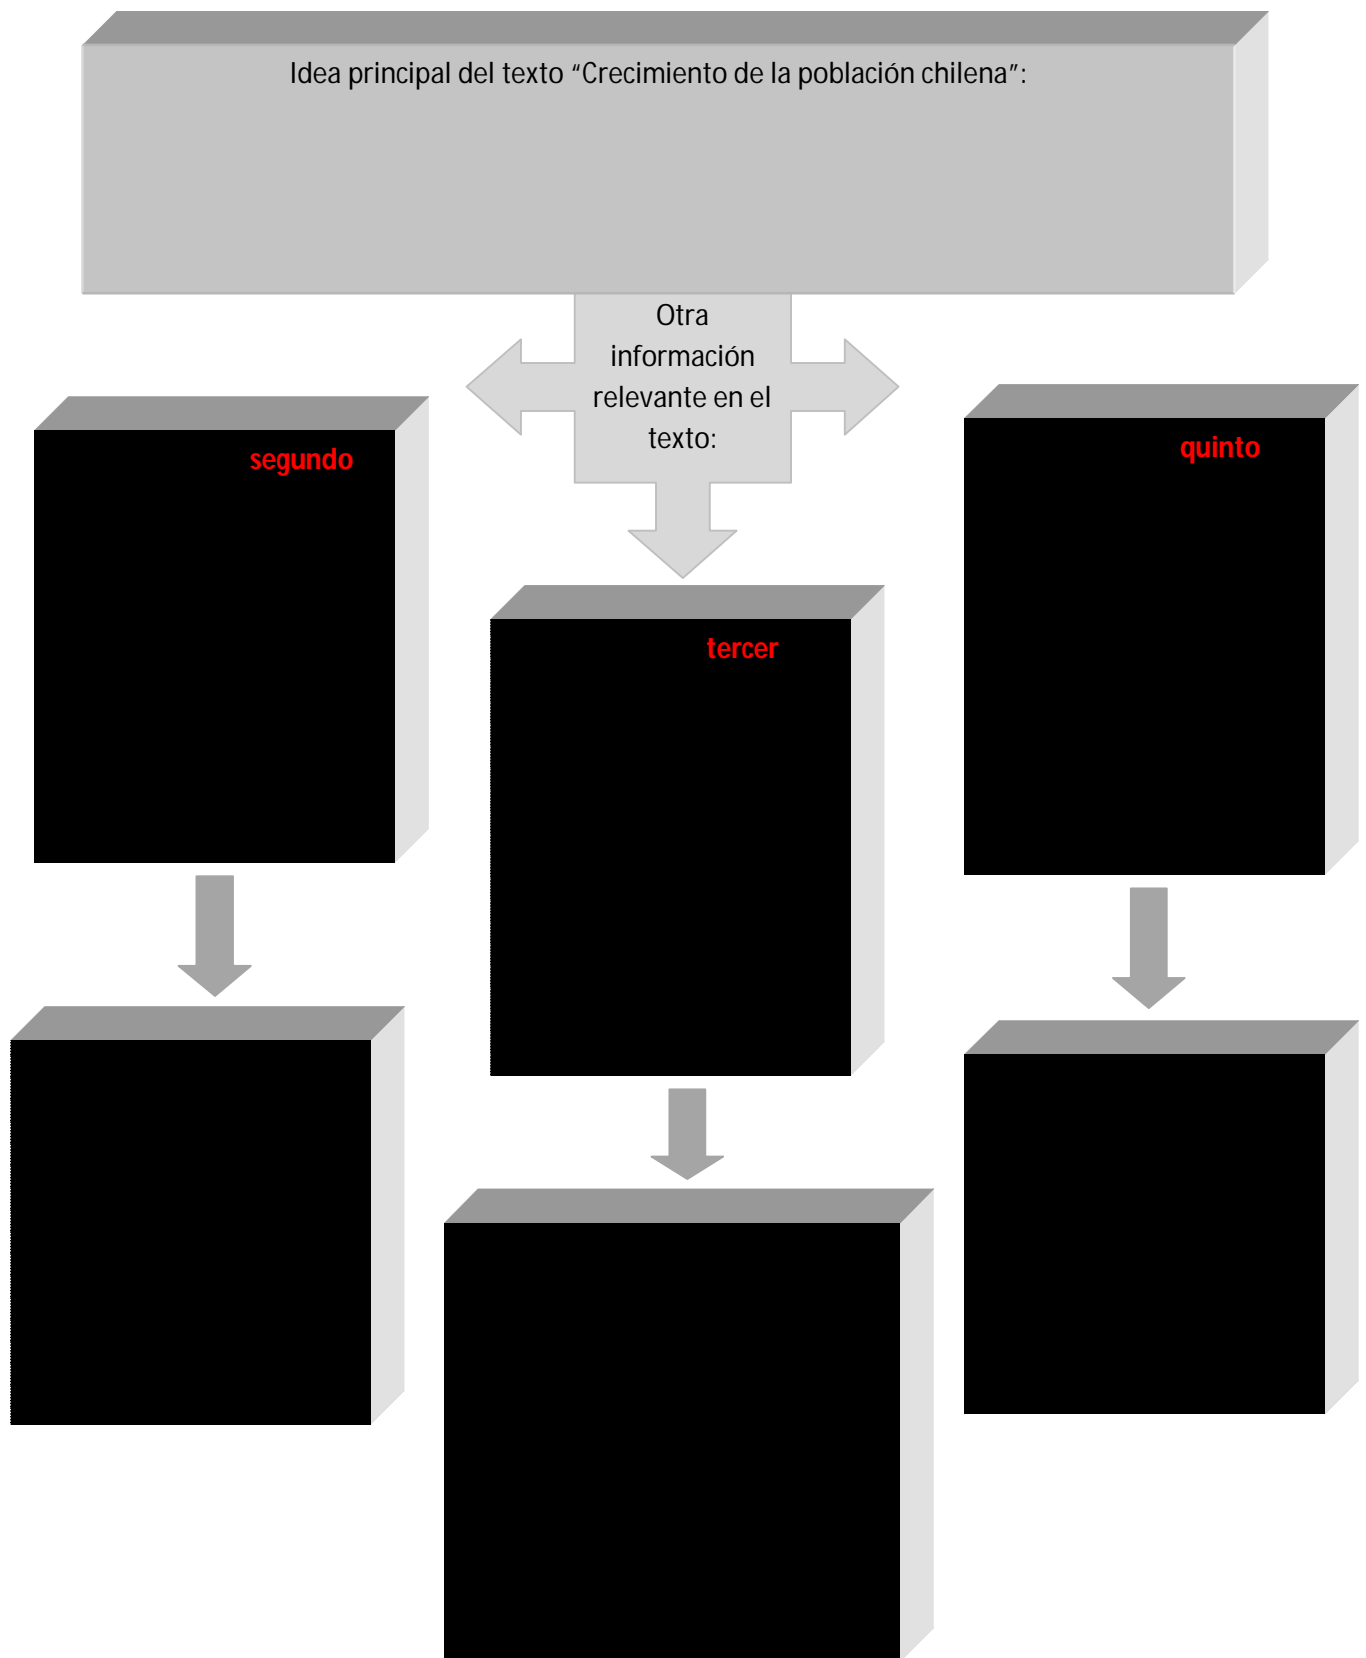 Idea principal del texto “Crecimiento de la población chilena”:
Otra
información
relevante en el
texto:
segundo
quinto
tercer